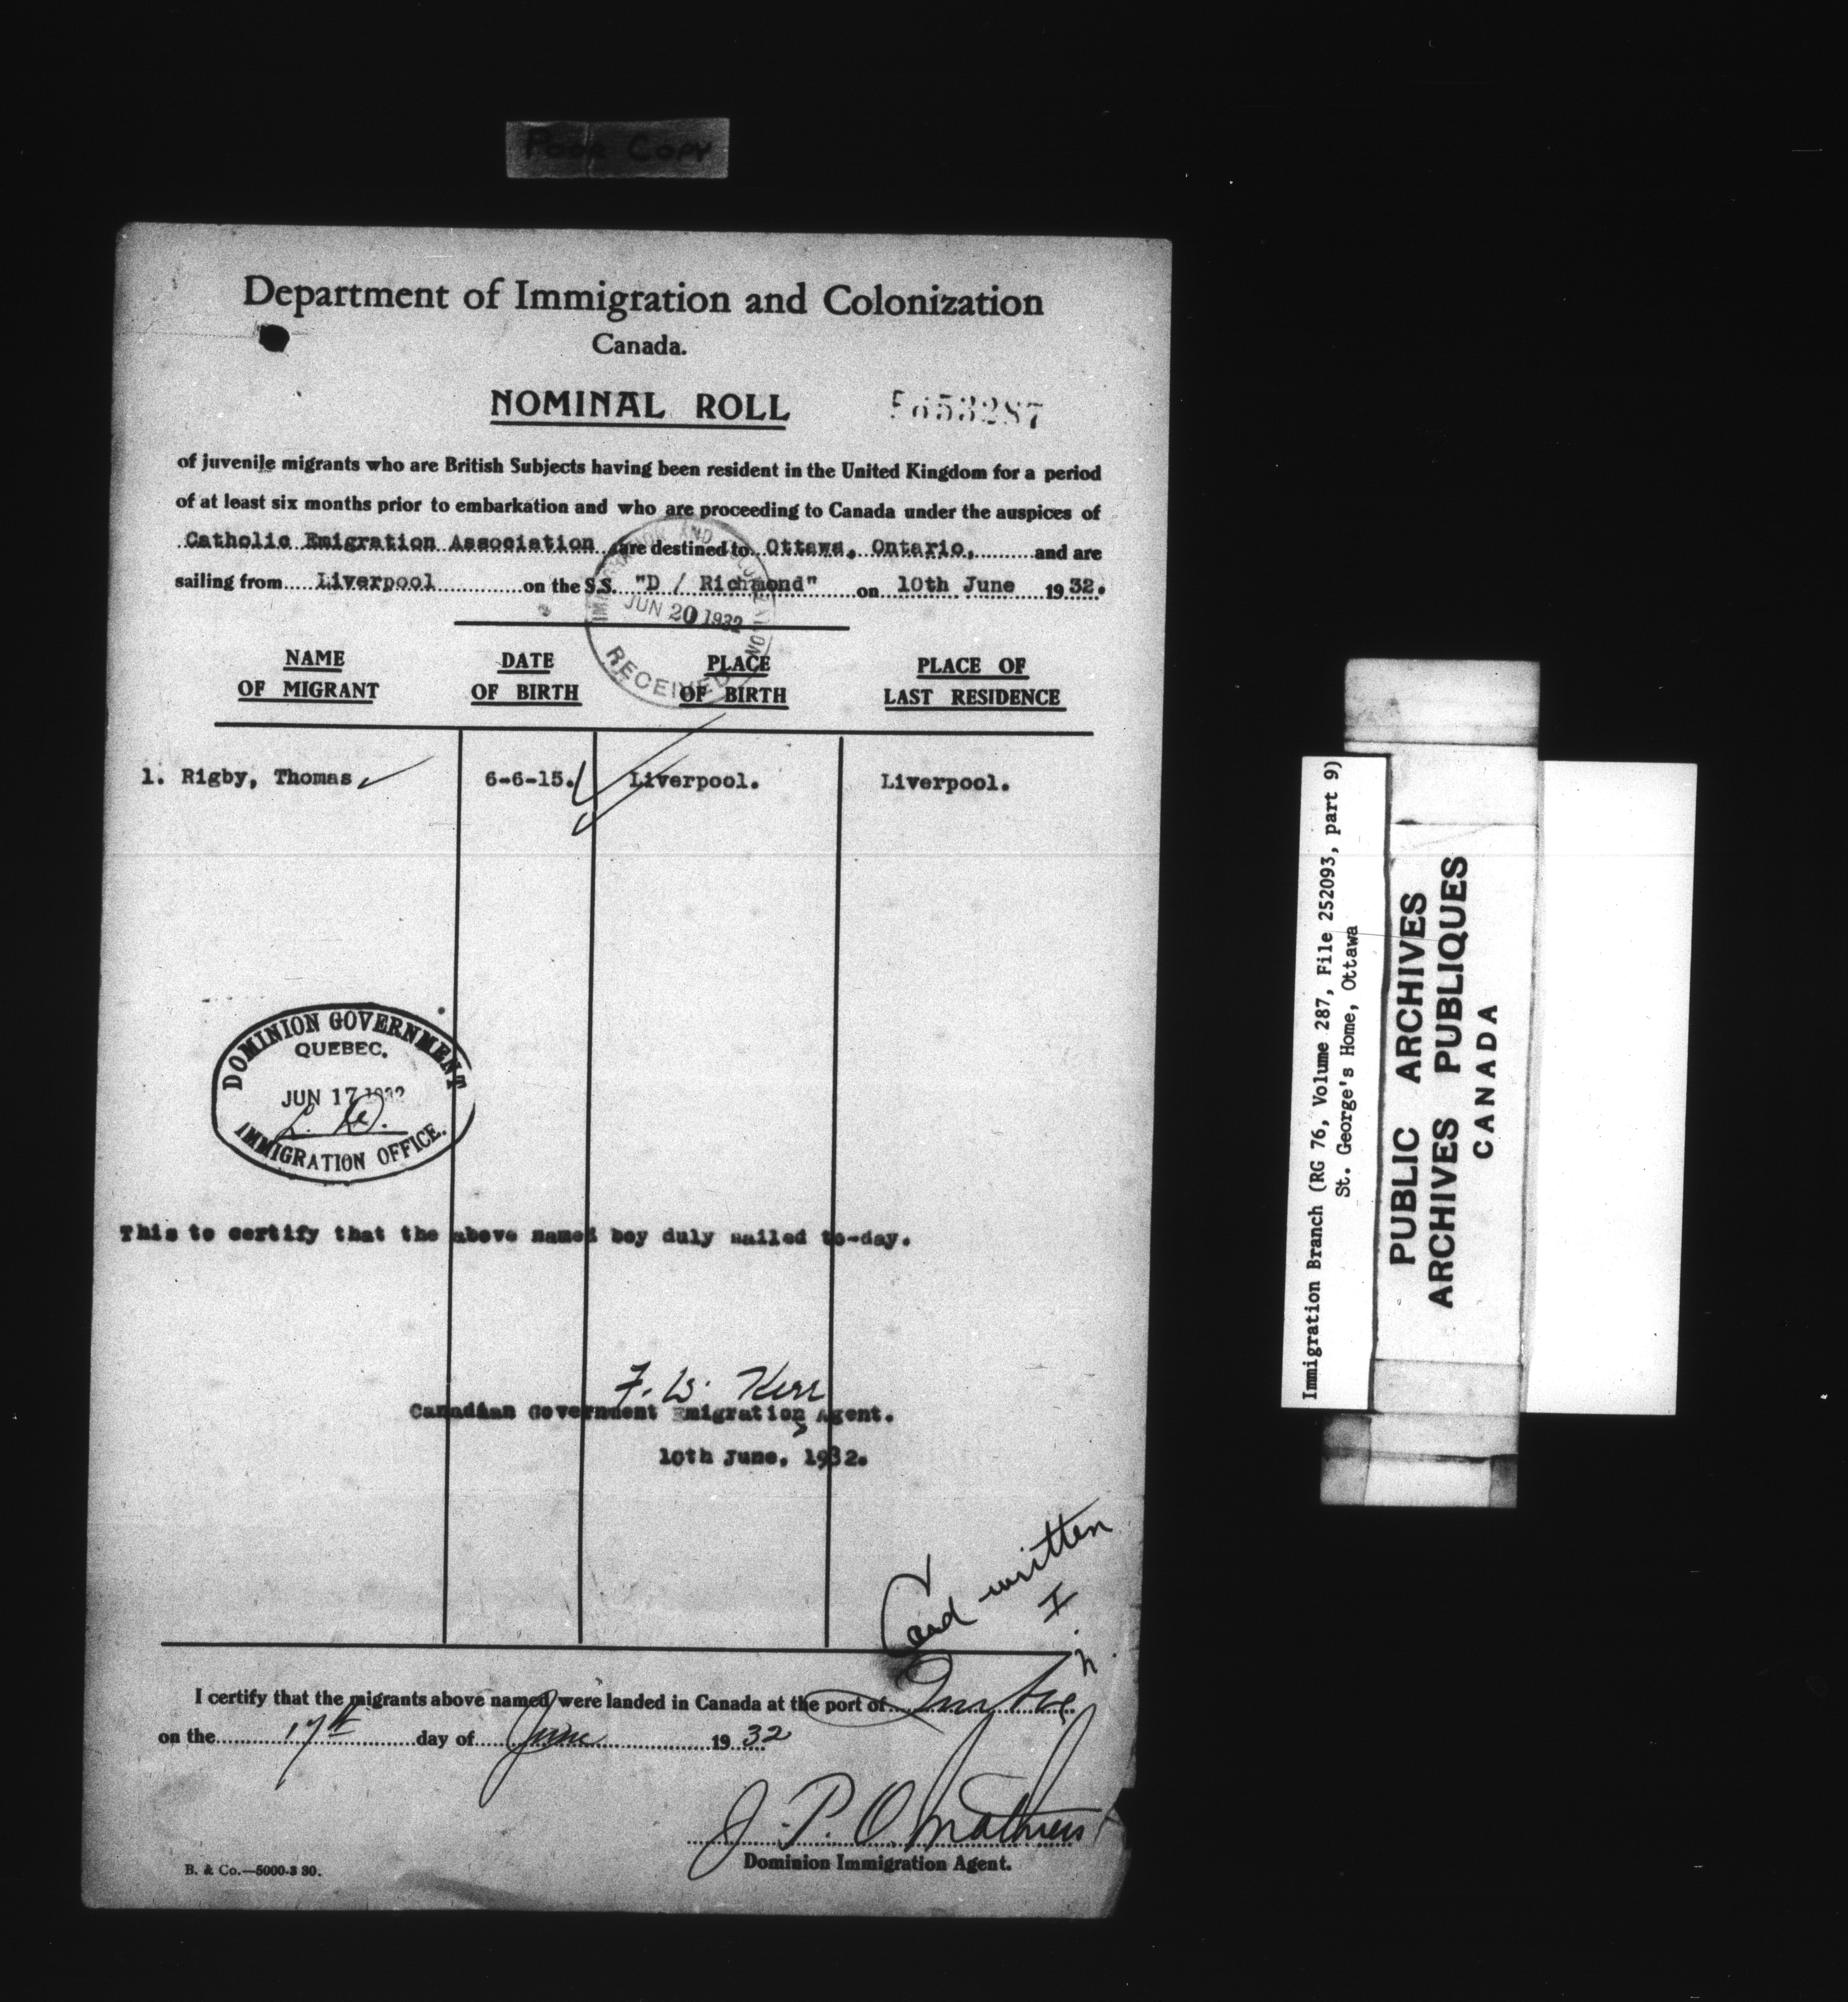 Poor Copy
Department of Immigration and Colonization
Canada.
NOMINAL ROLL
653287
of juvenile migrants who are British Subjects having been resident in the United Kingdom for a period
of at least six months prior to embarkation and who are proceeding to Canada under the auspices of
Catholic Emigration Association are destined to Ottawa, Ontario, and are
sailing from Liverpool on the S.S. "D / Richmond" on 10th June 1932.
IMMIGRATION AND COLONIZATION
JUN 20 1932
RECEIVED
NAME OF MIGRANT
DATE OF BIRTH
PLACE OF BIRTH
PLACE OF LAST RESIDENCE
1. Rigby, Thomas 6-6-15. Liverpool. Liverpool.
DOMINION GOVERNMENT
QUEBEC.
JUN 17 1932
IMMIGRATION OFFICE.
This to certify that the above named boy duly sailed to-day.
F. W. Kerr
Canadian Government Emigration Agent.
10th June, 1932.
Card written
I certify that the migrants above named were landed in Canada at the port of
on the 17th day of June 1932
J. P. O. Mathieu
Dominion Immigration Agent.
B. & Co.—5000-3 30.
Immigration Branch (RG 76, Volume 287, File 252093, part 9)
St. George's Home, Ottawa
PUBLIC ARCHIVES
ARCHIVES PUBLIQUES
CANADA